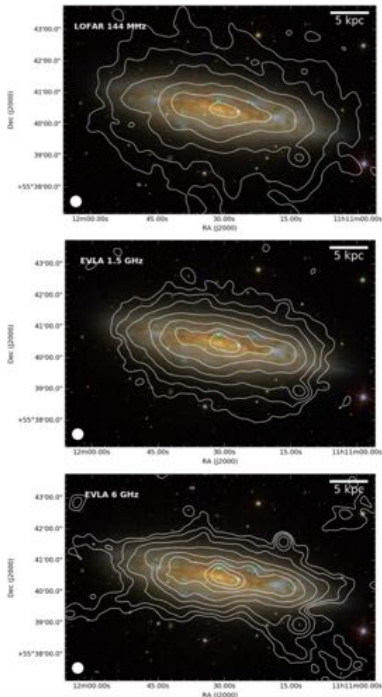 5 kpc
LOFAR 144 MHz
43'00.0"
42'00.0"
41'00.0"
40'00.0"
39'00.0"
+55°38'00.0"
Dec (J2000)
12m00.00s 45.00s 30.00s 15.00s 11h11m00.00s
RA (J2000)
5 kpc
EVLA 1.5 GHz
43'00.0"
42'00.0"
41'00.0"
40'00.0"
39'00.0"
+55°38'00.0"
Dec (J2000)
12m00.00s 45.00s 30.00s 15.00s 11h11m00.00s
RA (J2000)
5 kpc
EVLA 6 GHz
43'00.0"
42'00.0"
41'00.0"
40'00.0"
39'00.0"
+55°38'00.0"
Dec (J2000)
12m00.00s 45.00s 30.00s 15.00s 11h11m00.00s
RA (J2000)